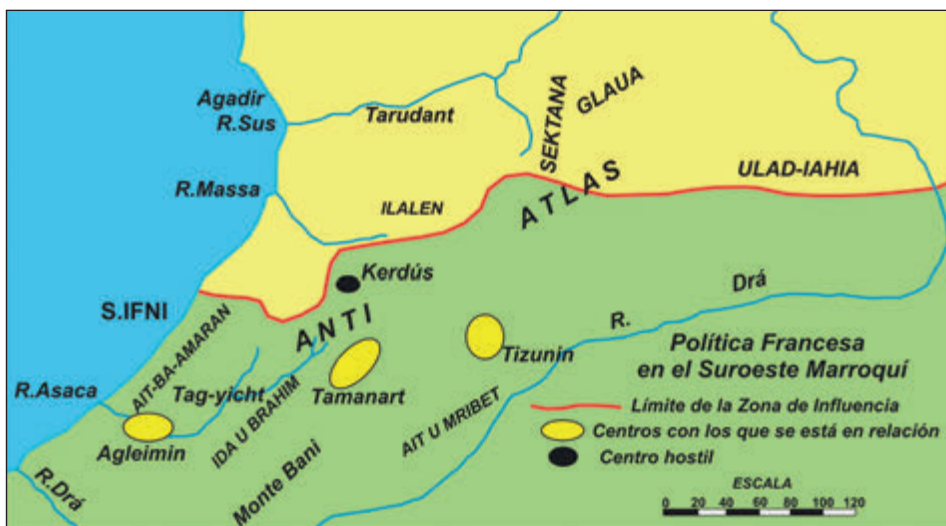 Agadir
R.Sus
Tarudant
SEKTANA
GLAUA
R.Massa
ILALEN
ATLAS
ULAD-IAHIA
Kerdús
S.IFNI
ANTI
R.
Drá
AIT-BA-AMARAN
Tizunin
R.Asaca
Tag-yicht
IDA U BRAHIM
Tamanart
AIT U MRIBET
Agleimin
Monte Bani
R.Drá
Política Francesa
en el Suroeste Marroquí
Límite de la Zona de Influencia
Centros con los que se está en relación
Centro hostil
ESCALA
0 20 40 60 80 100 120